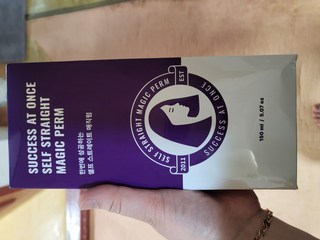 SUCCESS AT ONCE
SELF STRAIGHT
MAGIC PERM
한번에 성공하는
셀프 스트레이트 매직펌
SELF STRAIGHT MAGIC PERM
EST
SUCCESS AT ONCE
2011
150 ml / 5.07 oz